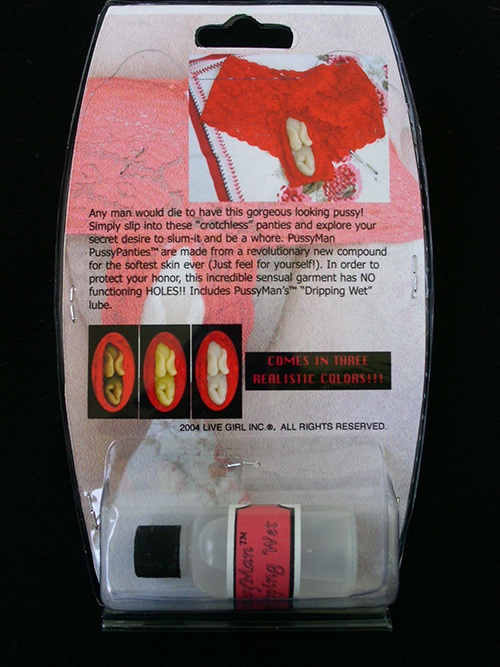 Any man would die to have this gorgeous looking pussy!
Simply slip into these "crotchless" panties and explore your
secret desire to slum-it and be a whore. PussyMan
PussyPanties™ are made from a revolutionary new compound
for the softest skin ever (Just feel for yourself!). In order to
protect your honor, this incredible sensual garment has NO
functioning HOLES!! Includes PussyMan's™ "Dripping Wet"
lube.
COMES IN THREE
REALISTIC COLORS!!!
2004 LIVE GIRL INC.®. ALL RIGHTS RESERVED.
Wet